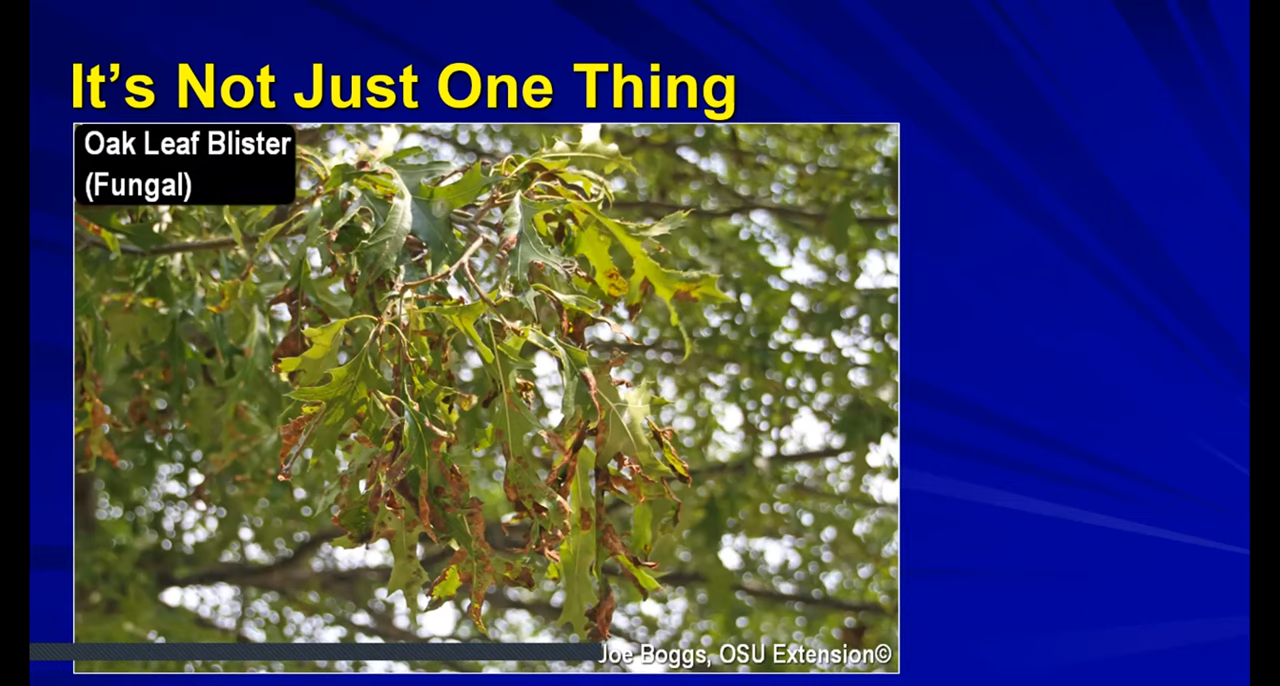 It’s Not Just One Thing
Oak Leaf Blister
(Fungal)
Joe Boggs, OSU Extension©